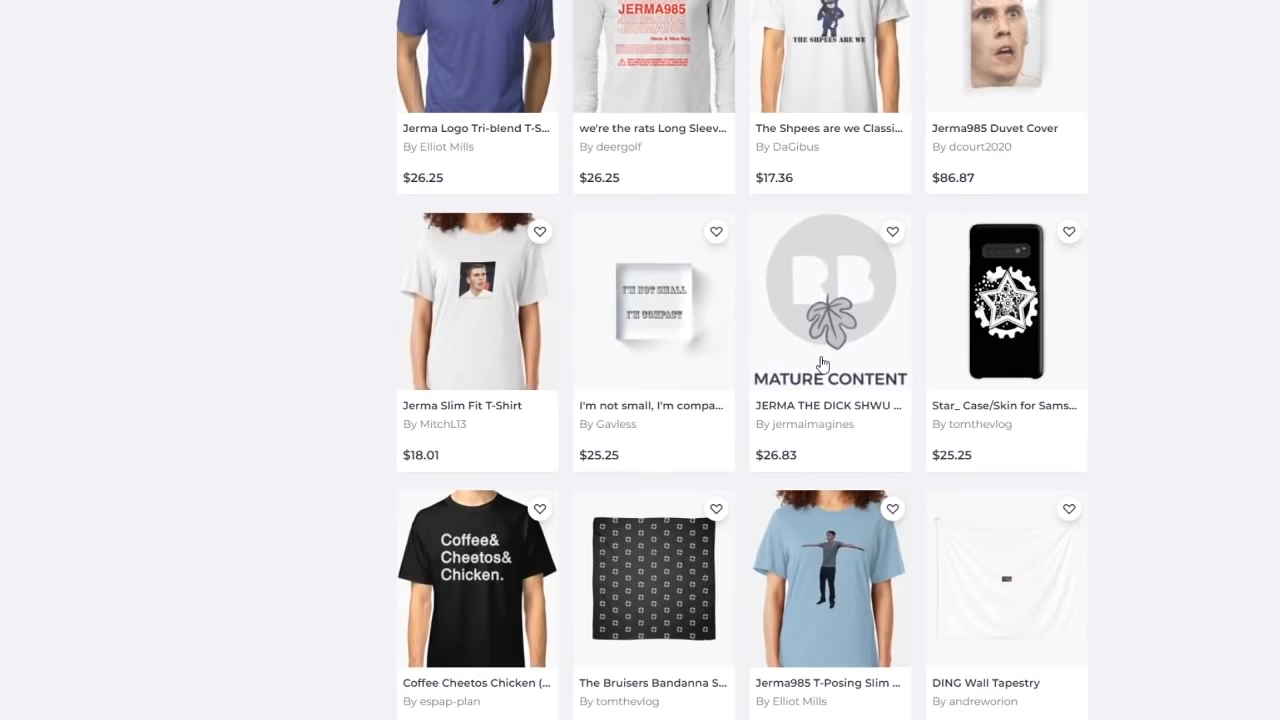 JERMA985
Have A Nice Day
THE SHPEES ARE WE
Jerma Logo Tri-blend T-S...
we're the rats Long Sleev...
The Shpees are we Classi...
Jerma985 Duvet Cover
By Elliot Mills
By deergolf
By DaGibus
By dcourt2020
$26.25
$26.25
$17.36
$86.87
I'M NOT SMALL
I'M COMPACT
RB
MATURE CONTENT
Jerma Slim Fit T-Shirt
I'm not small, I'm compa...
JERMA THE DICK SHWU ...
Star_ Case/Skin for Sams...
By MitchL13
By Gavless
By jermaimagines
By tomthevlog
$18.01
$25.25
$26.83
$25.25
Coffee&
Cheetos&
Chicken.
Coffee Cheetos Chicken (...
The Bruisers Bandanna S...
Jerma985 T-Posing Slim ...
DING Wall Tapestry
By espap-plan
By tomthevlog
By Elliot Mills
By andreworion